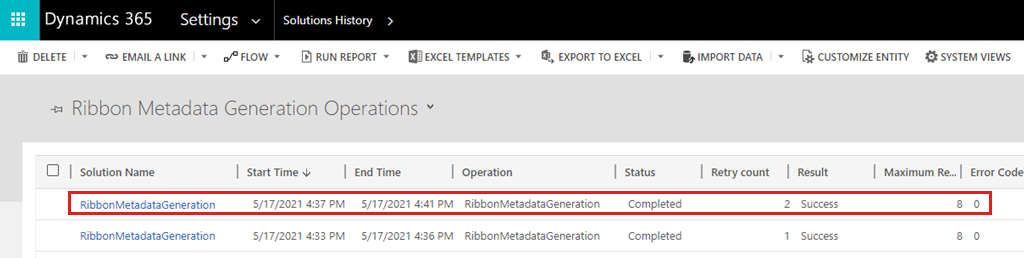 Dynamics 365 Settings Solutions History
DELETE EMAIL A LINK FLOW RUN REPORT EXCEL TEMPLATES EXPORT TO EXCEL IMPORT DATA CUSTOMIZE ENTITY SYSTEM VIEWS
Ribbon Metadata Generation Operations
Solution Name Start Time ↓ End Time Operation Status Retry count Result Maximum Re... Error Code
RibbonMetadataGeneration 5/17/2021 4:37 PM 5/17/2021 4:41 PM RibbonMetadataGeneration Completed 2 Success 8 0
RibbonMetadataGeneration 5/17/2021 4:33 PM 5/17/2021 4:36 PM RibbonMetadataGeneration Completed 1 Success 8 0